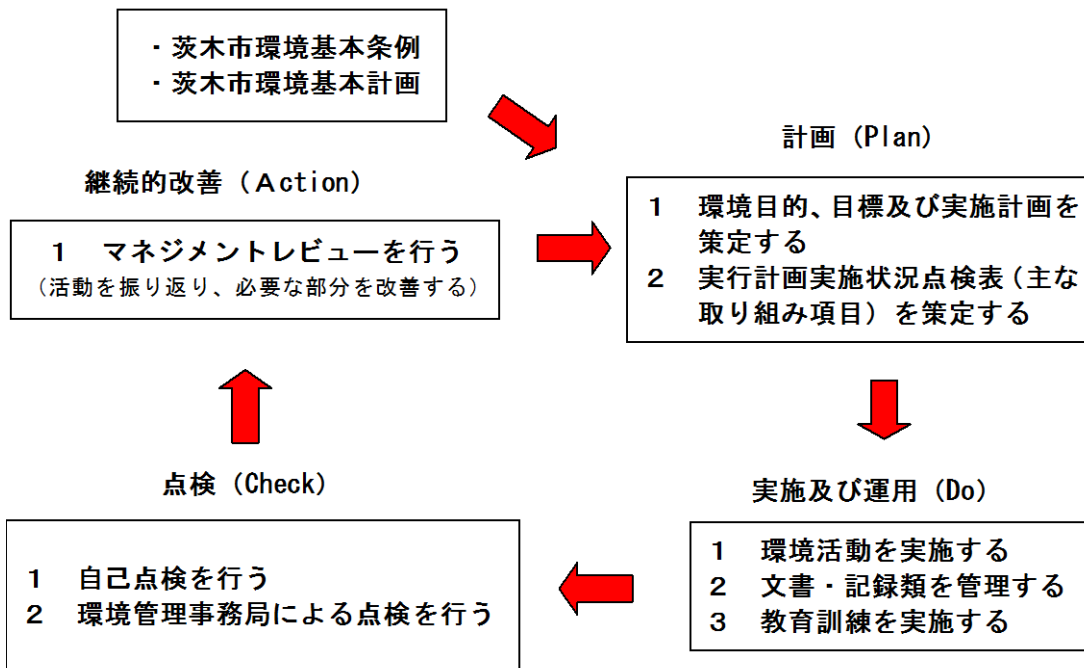 ・茨木市環境基本条例
・茨木市環境基本計画
計画（Plan）
1 環境目的、目標及び実施計画を
策定する
2 実行計画実施状況点検表（主な
取り組み項目）を策定する
継続的改善（Action）
1 マネジメントレビューを行う
（活動を振り返り、必要な部分を改善する）
点検（Check）
1 自己点検を行う
2 環境管理事務局による点検を行う
実施及び運用（Do）
1 環境活動を実施する
2 文書・記録類を管理する
3 教育訓練を実施する